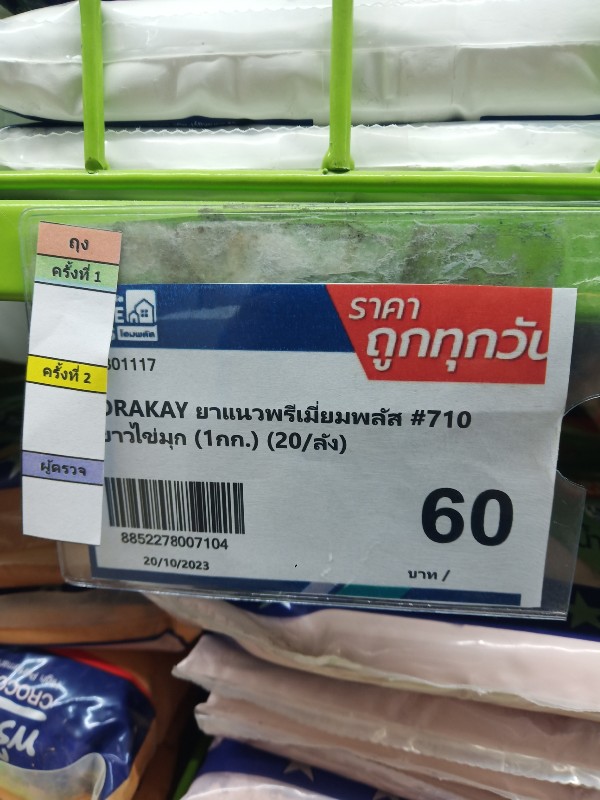 ถุง
ครั้งที่ 1
ครั้งที่ 2
ผู้ตรวจ
โฮมพลัส
ราคา
ถูกทุกวัน
01117
ORAKAY ยาแนวพรีเมี่ยมพลัส #710
ขาวไข่มุก (1กก.) (20/ลัง)
8852278007104
20/10/2023
60
บาท /
CROCO